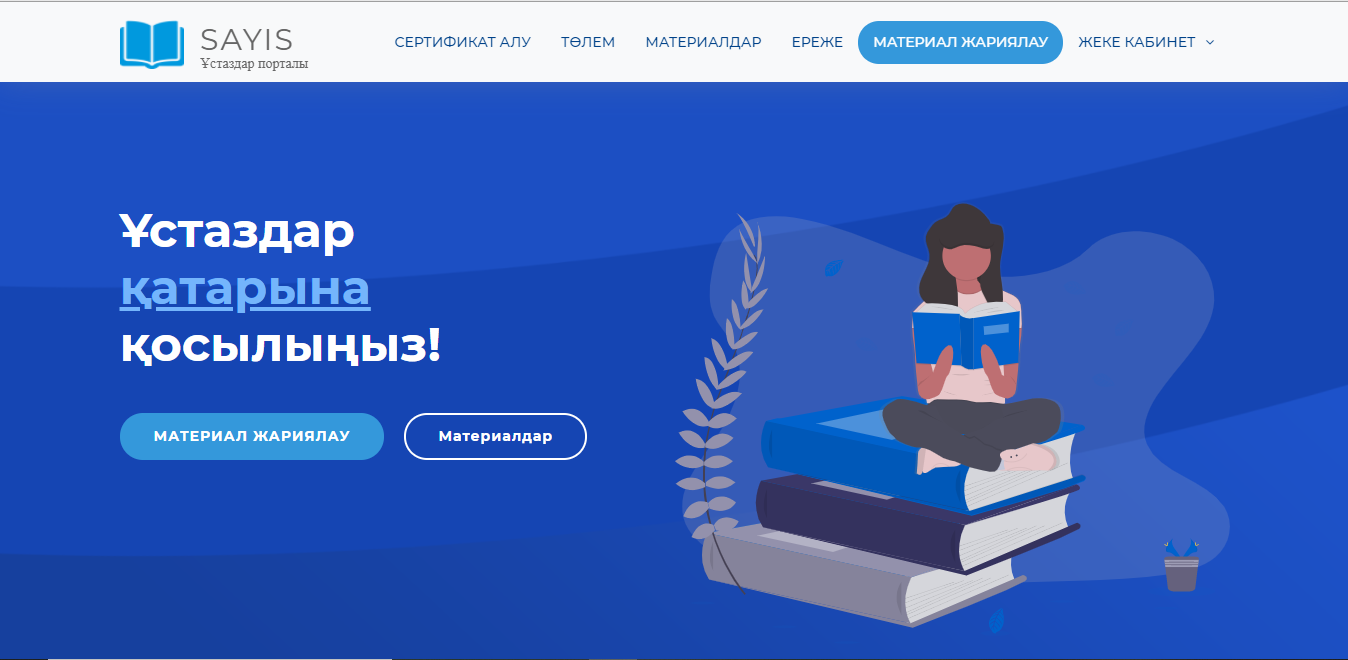 SAYIS
Ұстаздар порталы
СЕРТИФИКАТ АЛУ ТӨЛЕМ МАТЕРИАЛДАР ЕРЕЖЕ МАТЕРИАЛ ЖАРИЯЛАУ ЖЕКЕ КАБИНЕТ
Ұстаздар
қатарына
қосылыңыз!
МАТЕРИАЛ ЖАРИЯЛАУ Материалдар